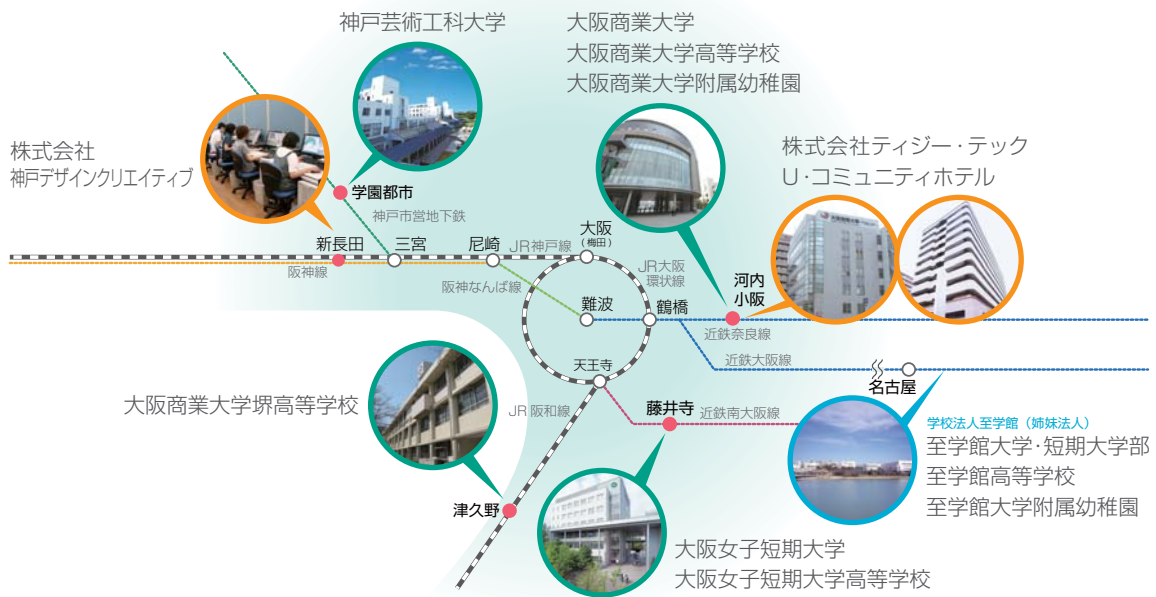 神戸芸術工科大学
大阪商業大学
大阪商業大学高等学校
大阪商業大学附属幼稚園
株式会社
神戸デザインクリエイティブ
株式会社ティジー・テック
U・コミュニティホテル
学園都市
神戸市営地下鉄
新長田
三宮
尼崎
JR神戸線
大阪
(梅田)
阪神線
阪神なんば線
JR大阪
環状線
難波
鶴橋
河内
小阪
近鉄奈良線
近鉄大阪線
名古屋
天王寺
大阪商業大学堺高等学校
JR阪和線
藤井寺
近鉄南大阪線
津久野
学校法人至学館(姉妹法人)
至学館大学・短期大学部
至学館高等学校
至学館大学附属幼稚園
大阪女子短期大学
大阪女子短期大学高等学校